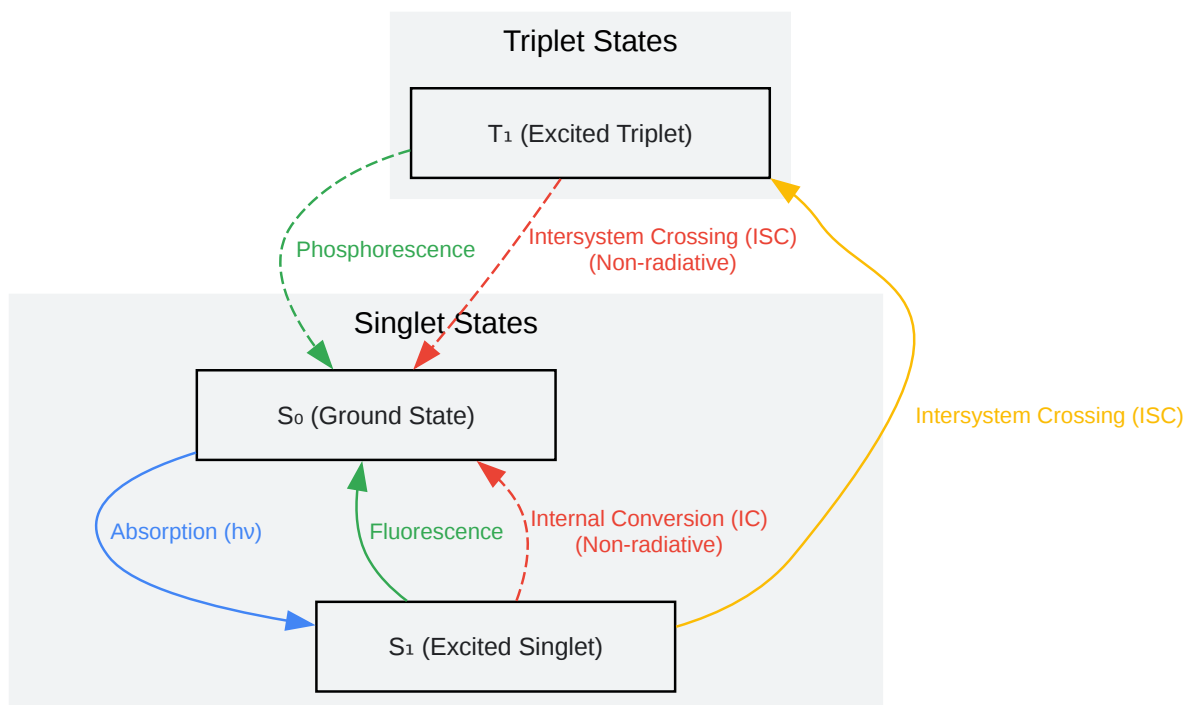 Triplet States
T₁ (Excited Triplet)
Phosphorescence
Intersystem Crossing (ISC)
(Non-radiative)
Singlet States
S₀ (Ground State)
Intersystem Crossing (ISC)
Absorption (hν)
Fluorescence
Internal Conversion (IC)
(Non-radiative)
S₁ (Excited Singlet)